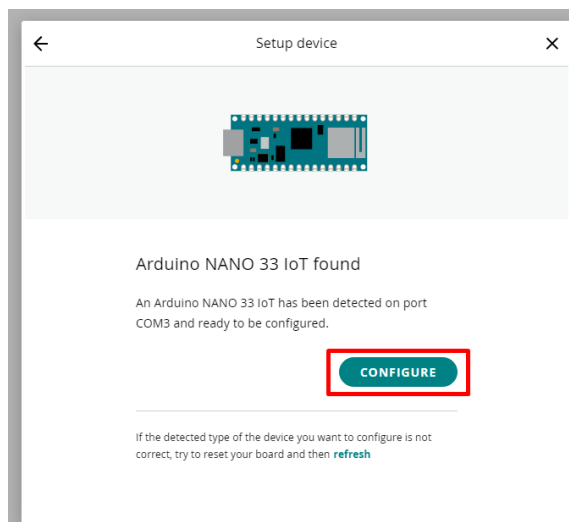 Setup device
Arduino NANO 33 IoT found
An Arduino NANO 33 IoT has been detected on port
COM3 and ready to be configured.
CONFIGURE
If the detected type of the device you want to configure is not
correct, try to reset your board and then refresh